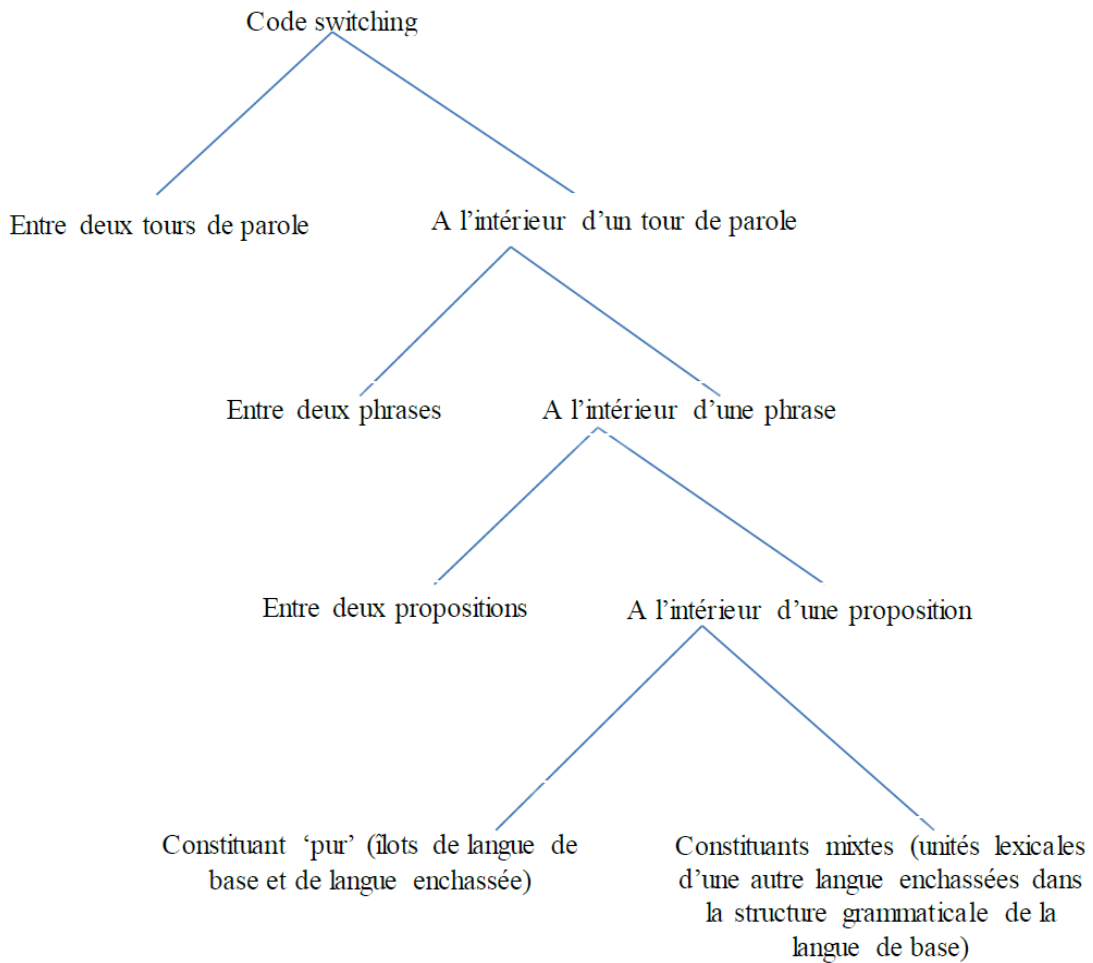 Code switching
Entre deux tours de parole
A l’intérieur d’un tour de parole
Entre deux phrases
A l’intérieur d’une phrase
Entre deux propositions
A l’intérieur d’une proposition
Constituant ‘pur’ (îlots de langue de
base et de langue enchassée)
Constituants mixtes (unités lexicales
d’une autre langue enchassées dans
la structure grammaticale de la
langue de base)